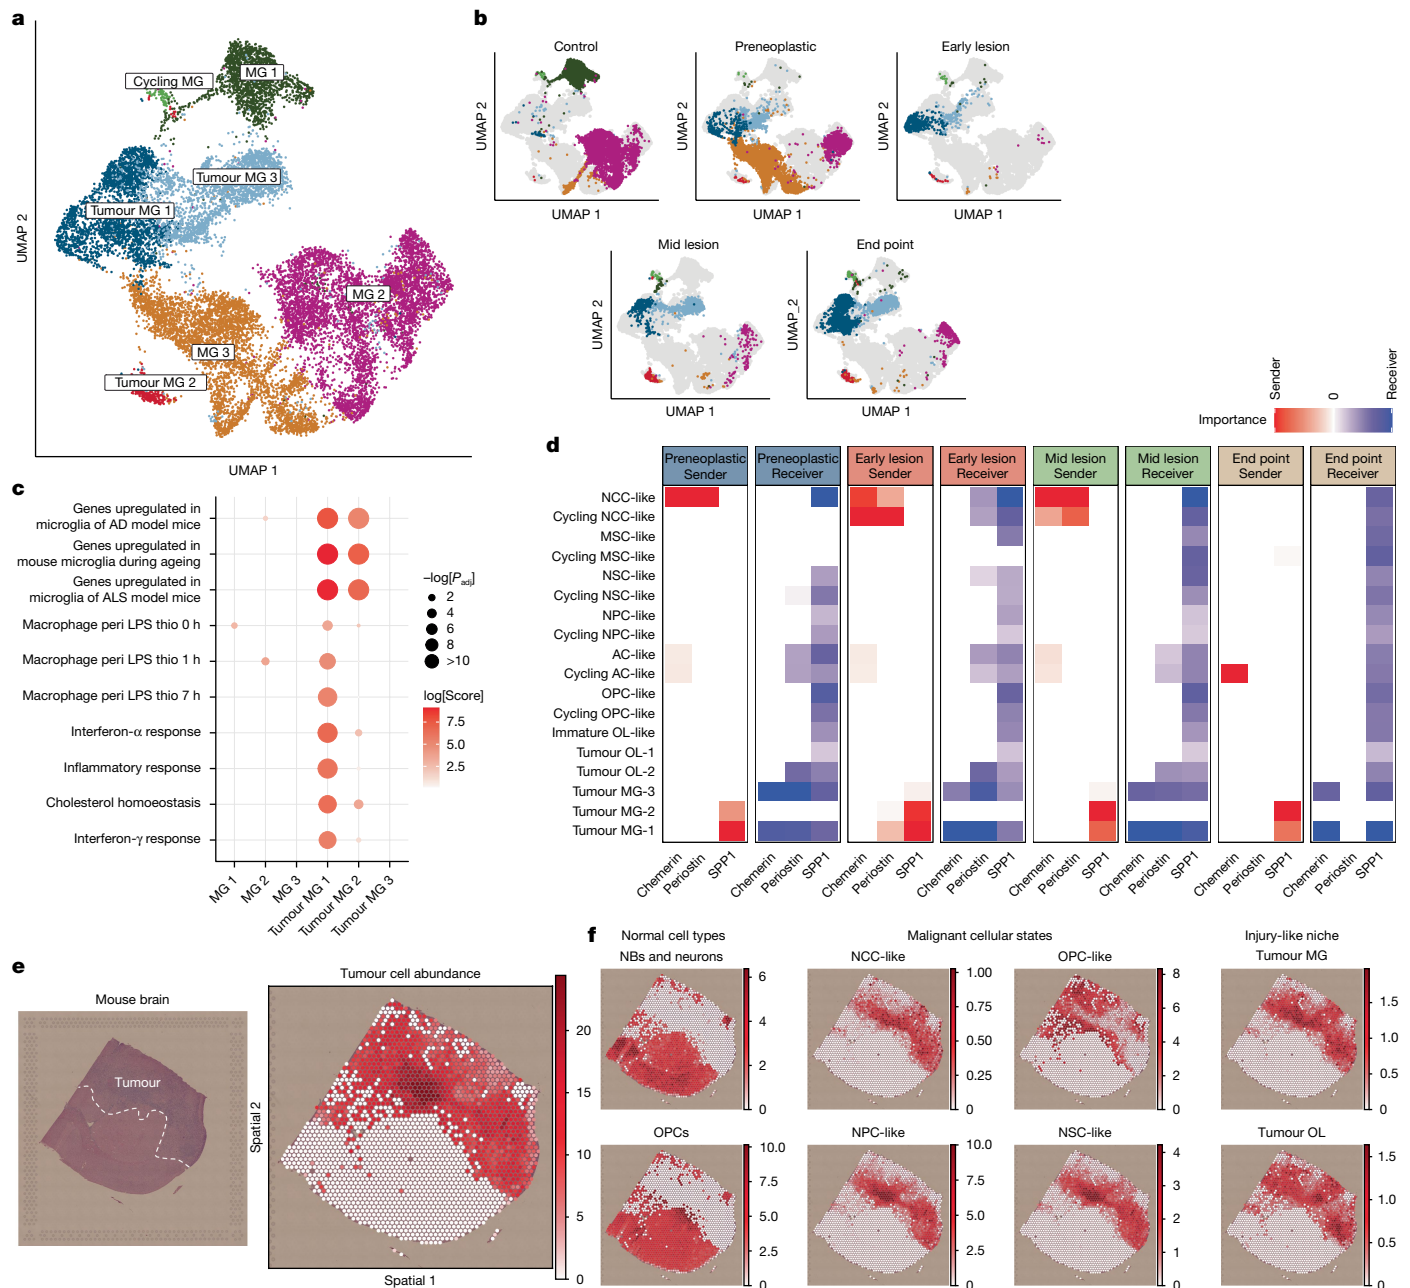 a
UMAP 2
UMAP 1
Cycling MG
MG 1
Tumour MG 3
Tumour MG 1
MG 2
MG 3
Tumour MG 2
b
Control
UMAP 2
UMAP 1
Preneoplastic
UMAP 2
UMAP 1
Early lesion
UMAP 2
UMAP 1
Mid lesion
UMAP 2
UMAP 1
End point
UMAP_2
UMAP 1
c
Genes upregulated in
microglia of AD model mice
Genes upregulated in
mouse microglia during ageing
Genes upregulated in
microglia of ALS model mice
Macrophage peri LPS thio 0 h
Macrophage peri LPS thio 1 h
Macrophage peri LPS thio 7 h
Interferon-α response
Inflammatory response
Cholesterol homoeostasis
Interferon-γ response
MG 1
MG 2
MG 3
Tumour MG 1
Tumour MG 2
Tumour MG 3
–log[Padj]
2
4
6
8
>10
log[Score]
7.5
5.0
2.5
d
Importance
Sender
0
Receiver
Preneoplastic
Sender
Preneoplastic
Receiver
Early lesion
Sender
Early lesion
Receiver
Mid lesion
Sender
Mid lesion
Receiver
End point
Sender
End point
Receiver
NCC-like
Cycling NCC-like
MSC-like
Cycling MSC-like
NSC-like
Cycling NSC-like
NPC-like
Cycling NPC-like
AC-like
Cycling AC-like
OPC-like
Cycling OPC-like
Immature OL-like
Tumour OL-1
Tumour OL-2
Tumour MG-3
Tumour MG-2
Tumour MG-1
Chemerin
Periostin
SPP1
Chemerin
Periostin
SPP1
Chemerin
Periostin
SPP1
Chemerin
Periostin
SPP1
Chemerin
Periostin
SPP1
Chemerin
Periostin
SPP1
Chemerin
Periostin
SPP1
Chemerin
Periostin
SPP1
e
Mouse brain
Tumour
Tumour cell abundance
Spatial 2
Spatial 1
20
15
10
5
0
f
Normal cell types
Malignant cellular states
Injury-like niche
NBs and neurons
6
4
2
0
NCC-like
1.00
0.75
0.50
0.25
0
OPC-like
8
6
4
2
0
Tumour MG
1.5
1.0
0.5
0
OPCs
10.0
7.5
5.0
2.5
0
NPC-like
10.0
7.5
5.0
2.5
0
NSC-like
4
3
2
1
0
Tumour OL
1.5
1.0
0.5
0